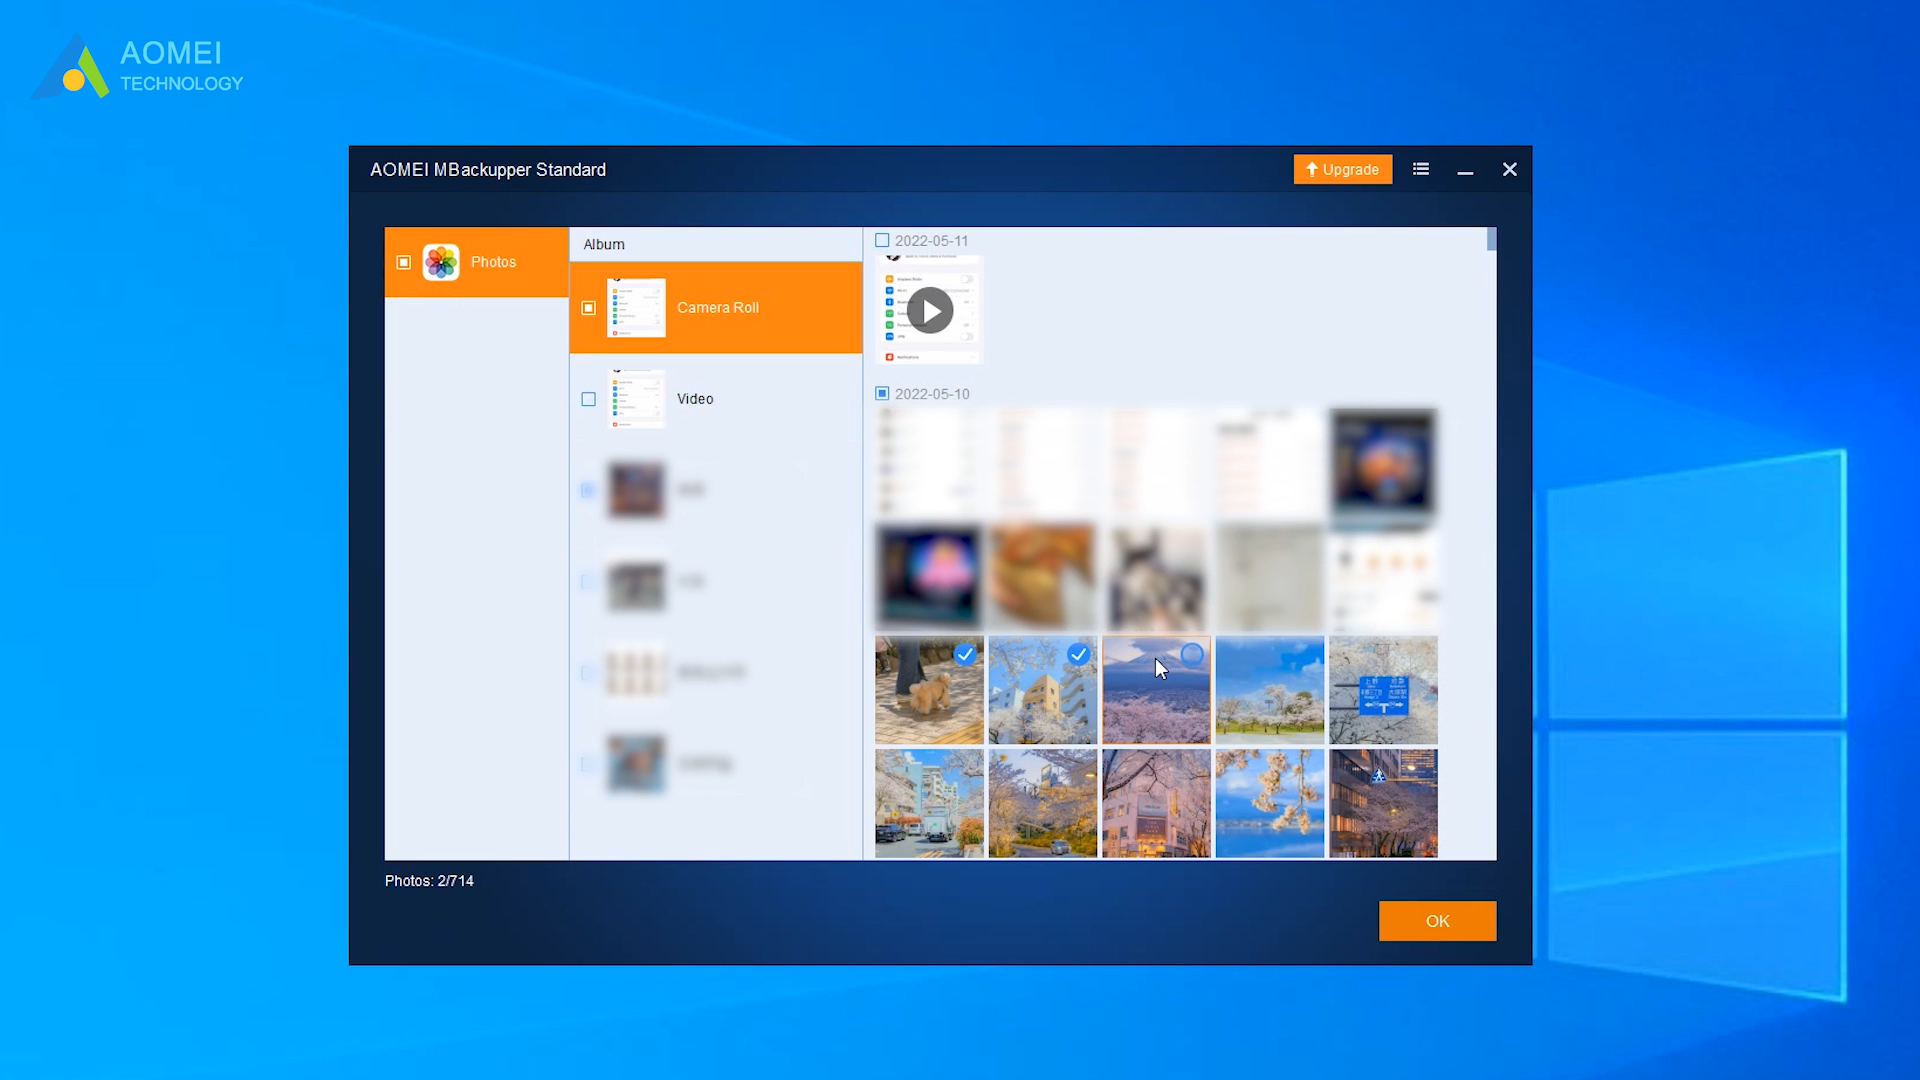 AOMEI
TECHNOLOGY
AOMEI MBackupper Standard
Upgrade
Photos
Album
Camera Roll
Video
2022-05-11
2022-05-10
Photos: 2/714
OK